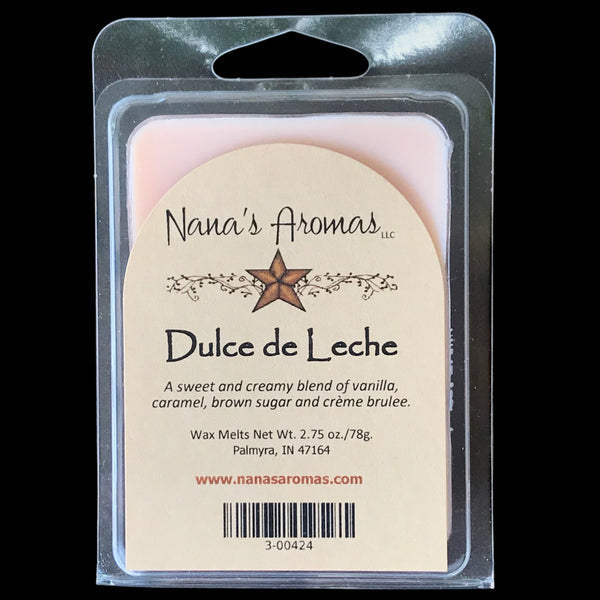 Nana's Aromas LLC
Dulce de Leche
A sweet and creamy blend of vanilla,
caramel, brown sugar and crème brulee.
Wax Melts Net Wt. 2.75 oz./78g.
Palmyra, IN 47164
www.nanasaromas.com
3-00424